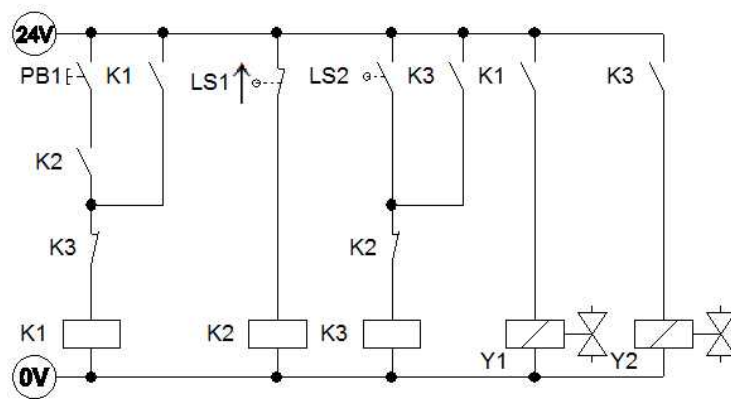 24V
PB1 K1 LS1 LS2 K3 K1 K3
K2
K3 K2
K1 K2 K3 Y1 Y2
0V